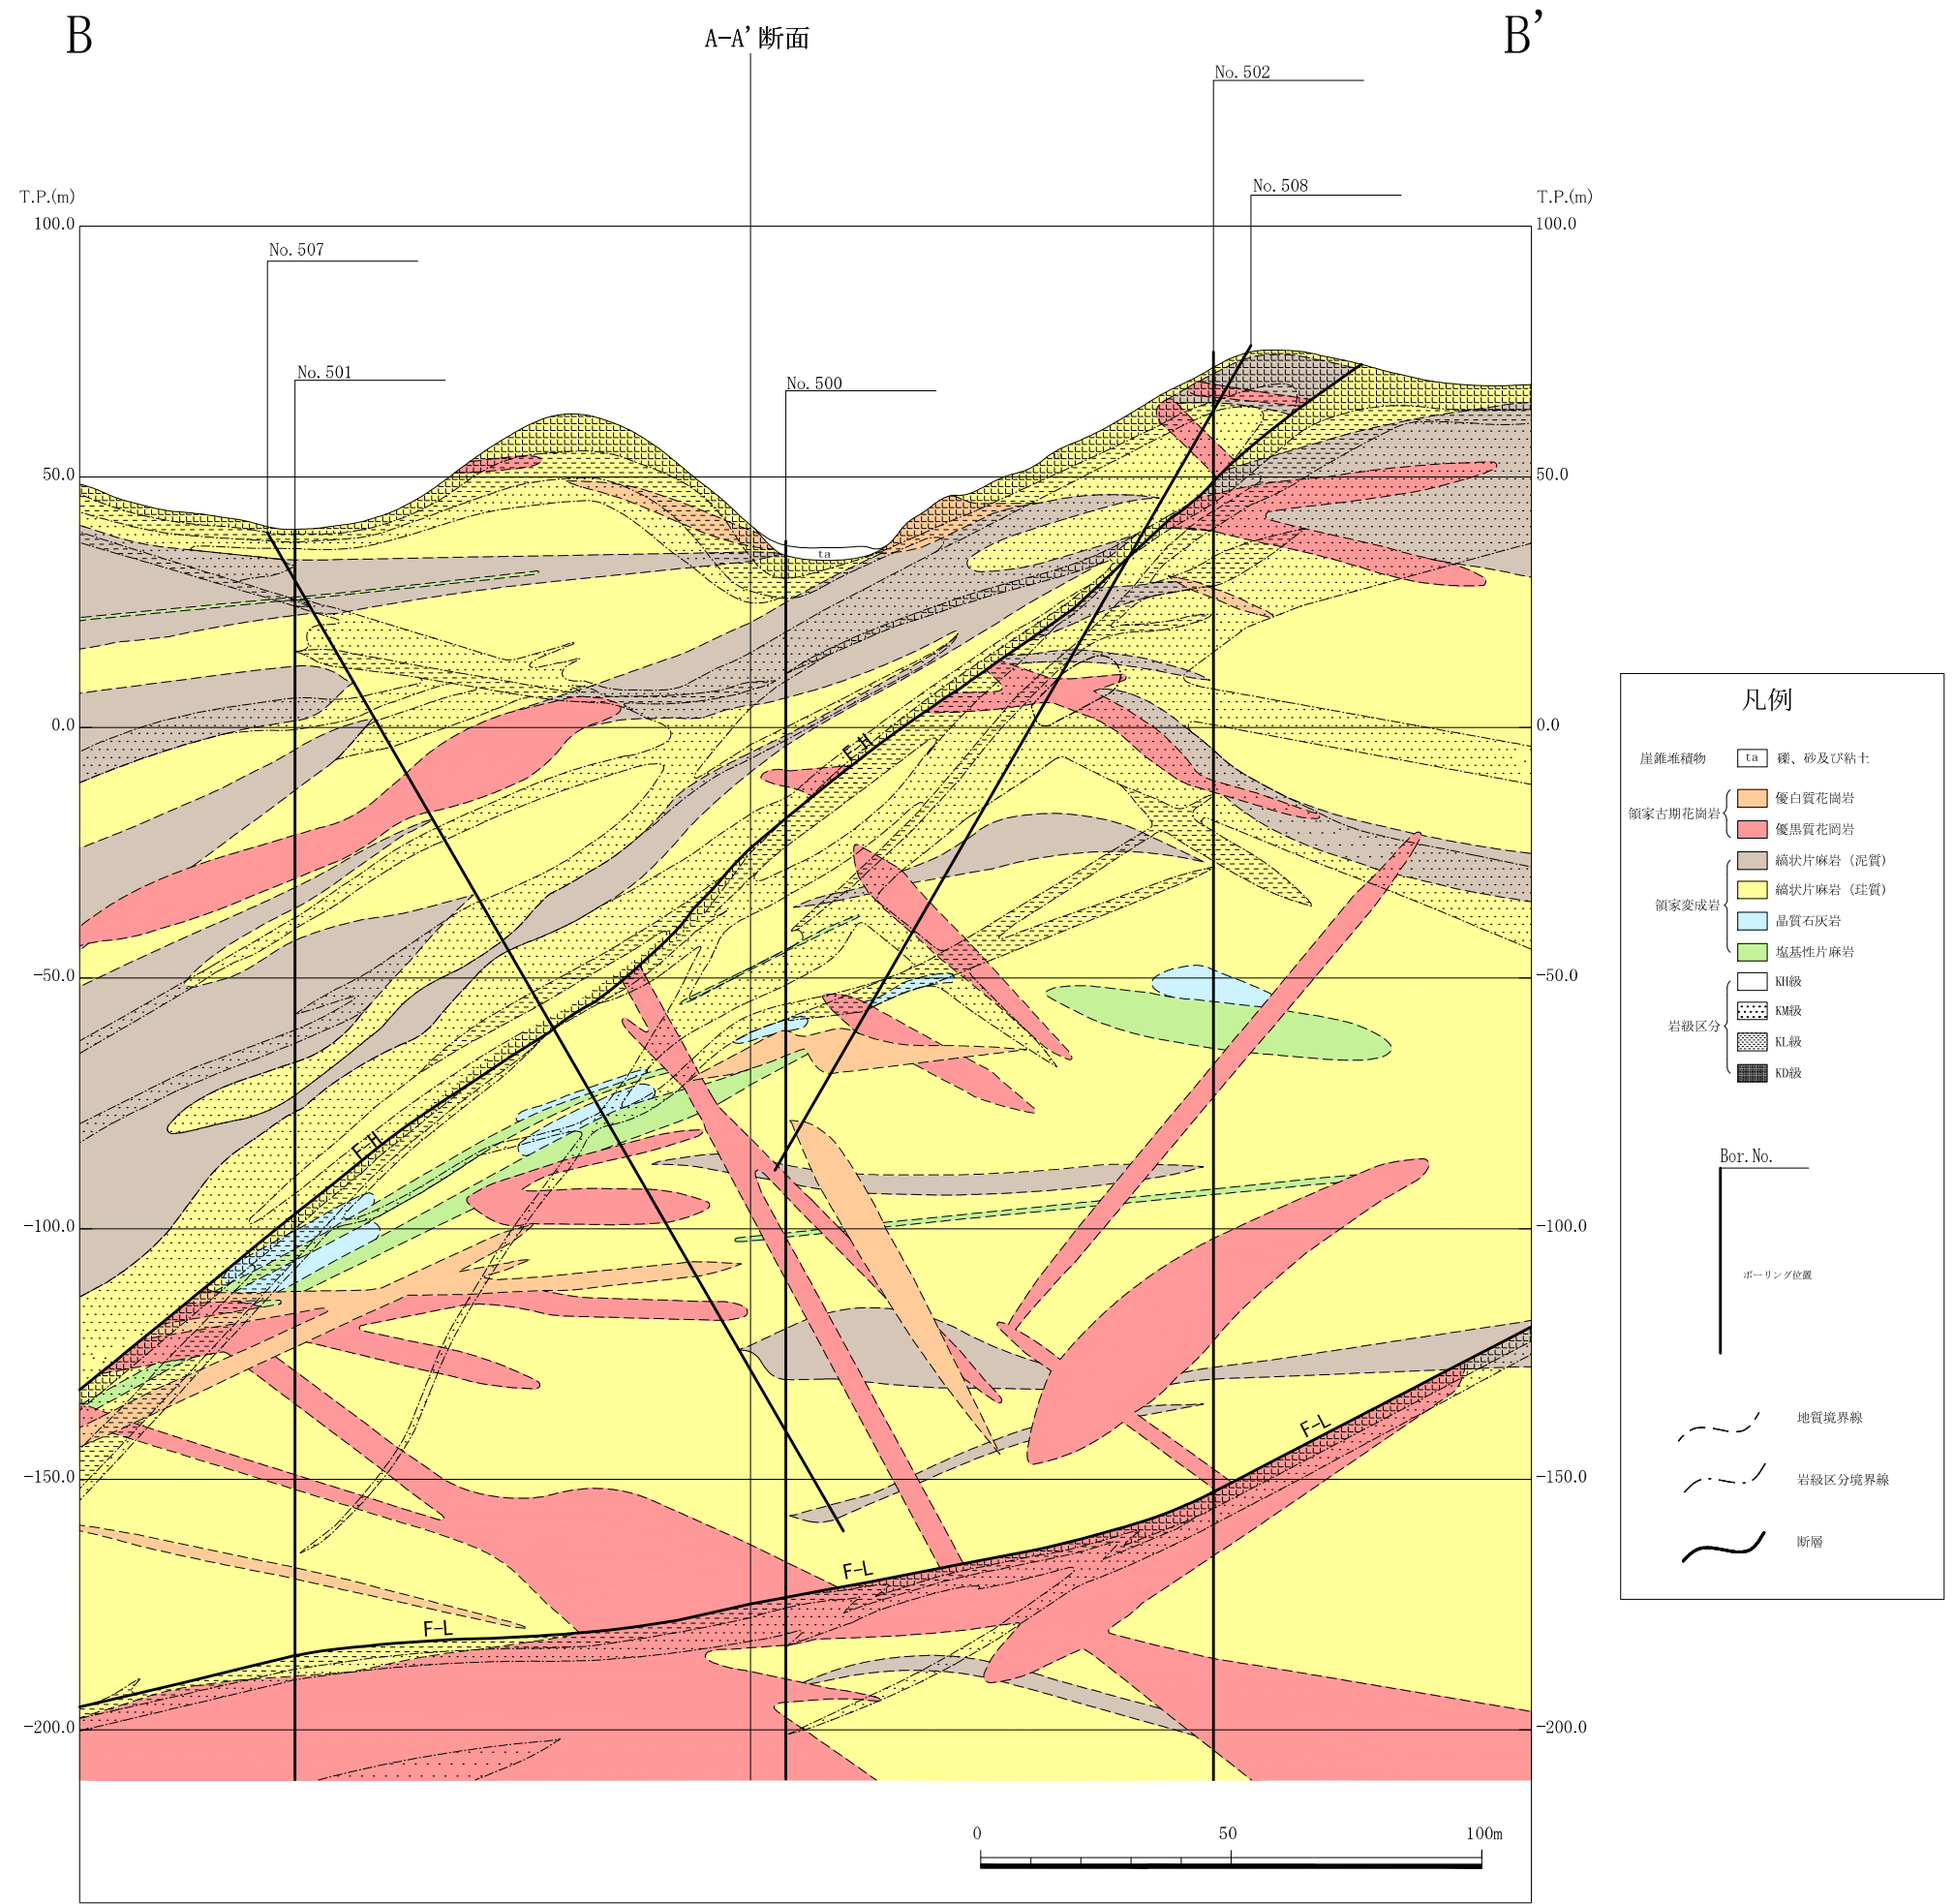 B
B'
A-A'断面
No.502
No.508
T.P.(m)
T.P.(m)
100.0
100.0
No.507
No.501
No.500
50.0
50.0
ta
0.0
0.0
F-H
-50.0
-50.0
F-H
-100.0
-100.0
F-L
-150.0
-150.0
F-L
F-L
-200.0
-200.0
0
50
100m
凡例
崖錐堆積物
ta
礫、砂及び粘土
領家古期花崗岩
優白質花崗岩
優黒質花岡岩
領家変成岩
縞状片麻岩（泥質）
縞状片麻岩（珪質）
晶質石灰岩
塩基性片麻岩
岩級区分
KH級
KM級
KL級
KD級
Bor.No.
ボーリング位置
地質境界線
岩級区分境界線
断層